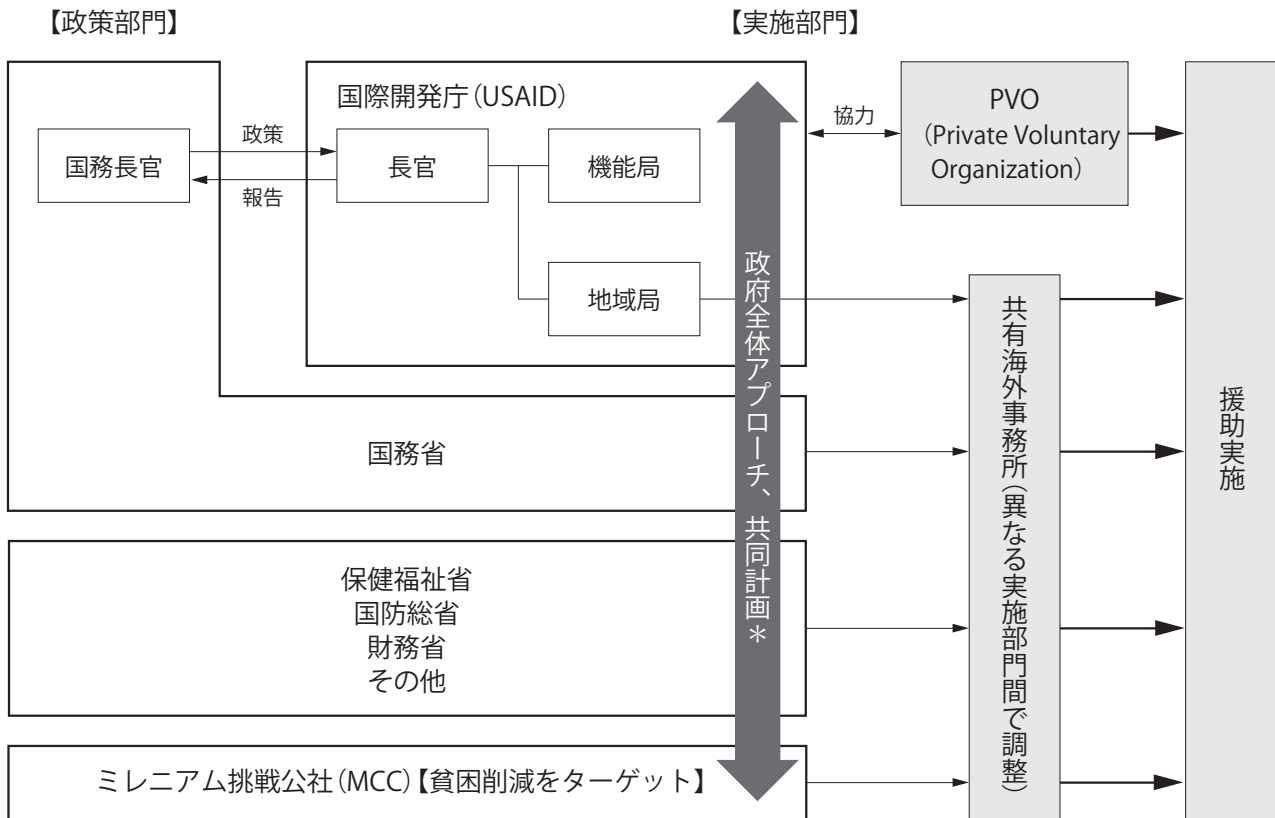 【政策部門】
【実施部門】
国際開発庁(USAID)
PVO
（Private Voluntary
Organization）
国務長官
政策
報告
長官
機能局
地域局
協力
政府全体アプローチ、共同計画＊
共有海外事務所（異なる実施部門間で調整）
援助実施
国務省
保健福祉省
国防総省
財務省
その他
ミレニアム挑戦公社(MCC)【貧困削減をターゲット】